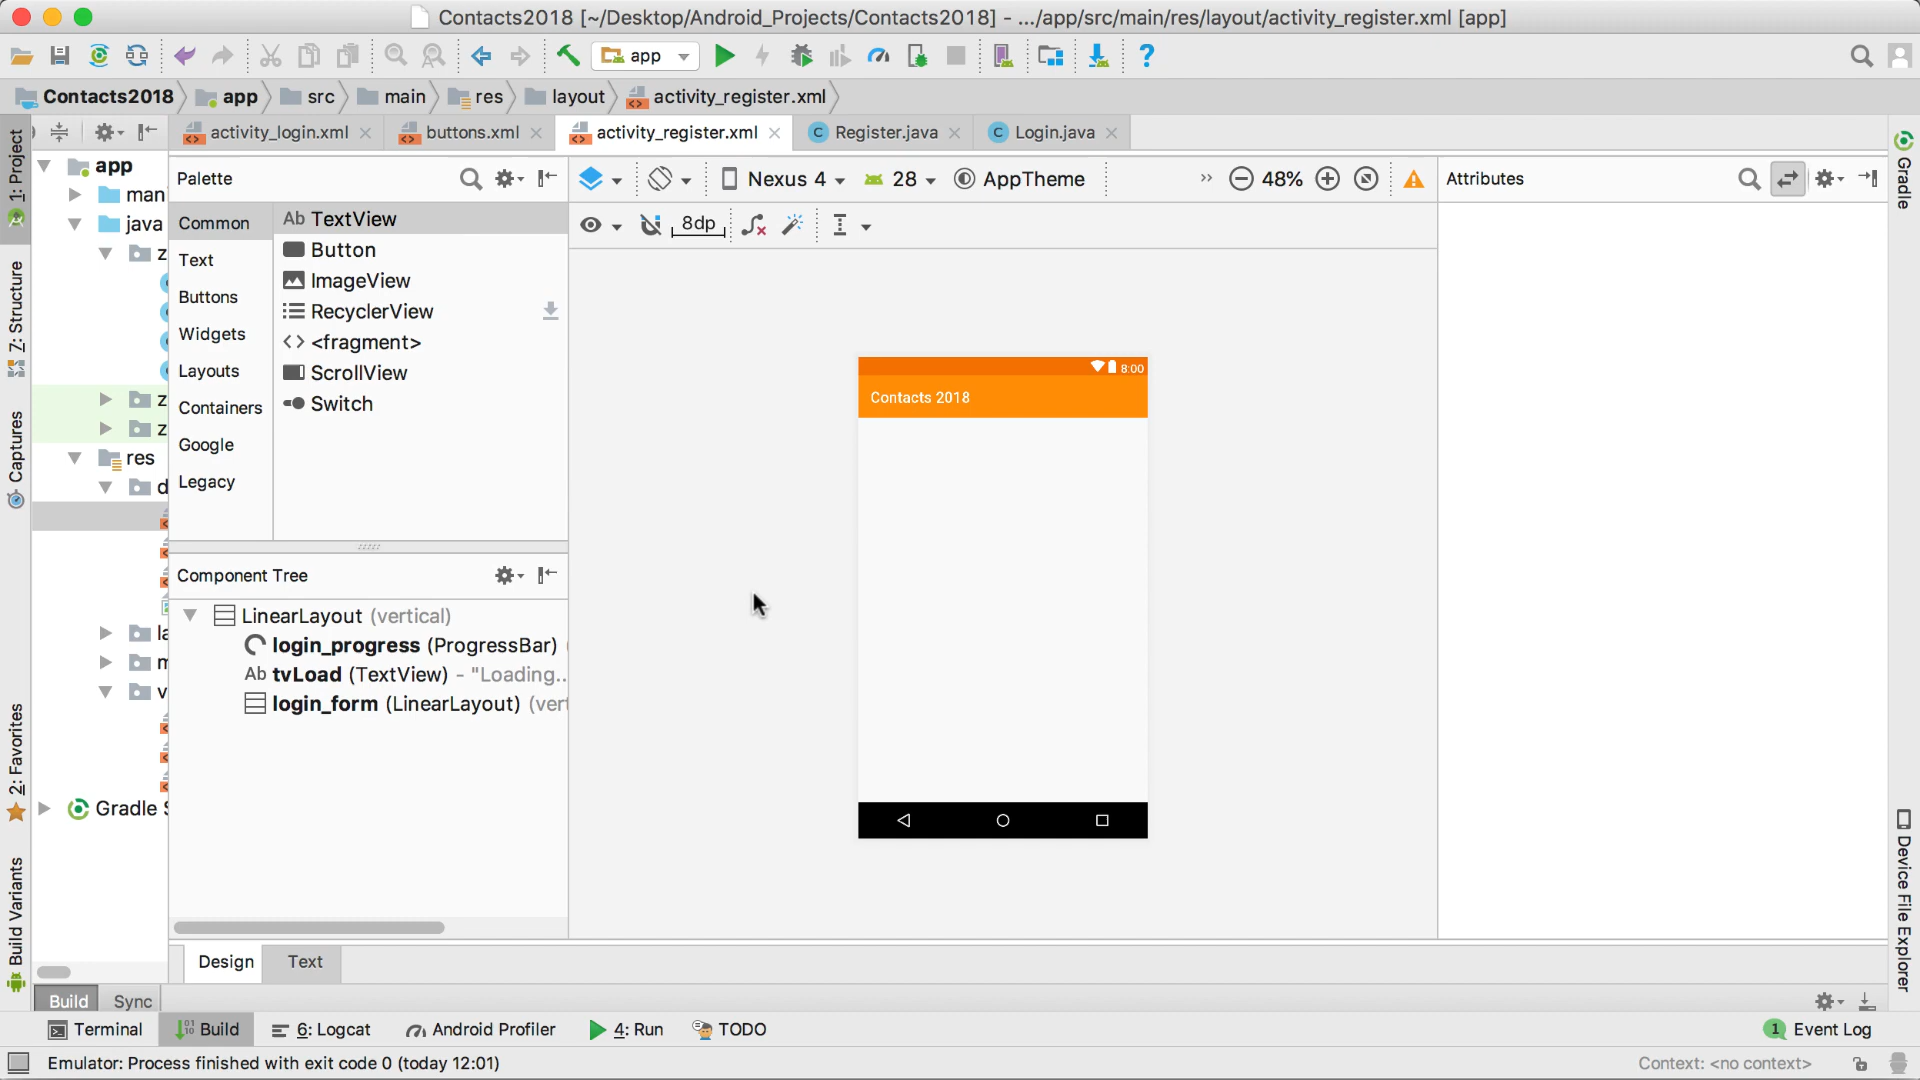 Contacts2018 [~/Desktop/Android_Projects/Contacts2018] - .../app/src/main/res/layout/activity_register.xml [app]
app
Contacts2018 app src main res layout activity_register.xml
activity_login.xml buttons.xml activity_register.xml Register.java Login.java
1: Project
Z: Structure
Captures
2: Favorites
Build Variants
app
man
java
z
z
z
res
d
la
m
v
Gradle S
Palette
Common
Text
Buttons
Widgets
Layouts
Containers
Google
Legacy
Ab TextView
Button
ImageView
RecyclerView
<fragment>
ScrollView
Switch
Component Tree
LinearLayout (vertical)
login_progress (ProgressBar)
Ab tvLoad (TextView) - "Loading..
login_form (LinearLayout) (vert
Nexus 4 28 AppTheme 48%
8dp
8:00
Contacts 2018
Attributes
Gradle
Device File Explorer
Design Text
Build Sync
Terminal Build 6: Logcat Android Profiler 4: Run TODO 1 Event Log
Emulator: Process finished with exit code 0 (today 12:01) Context: <no context>